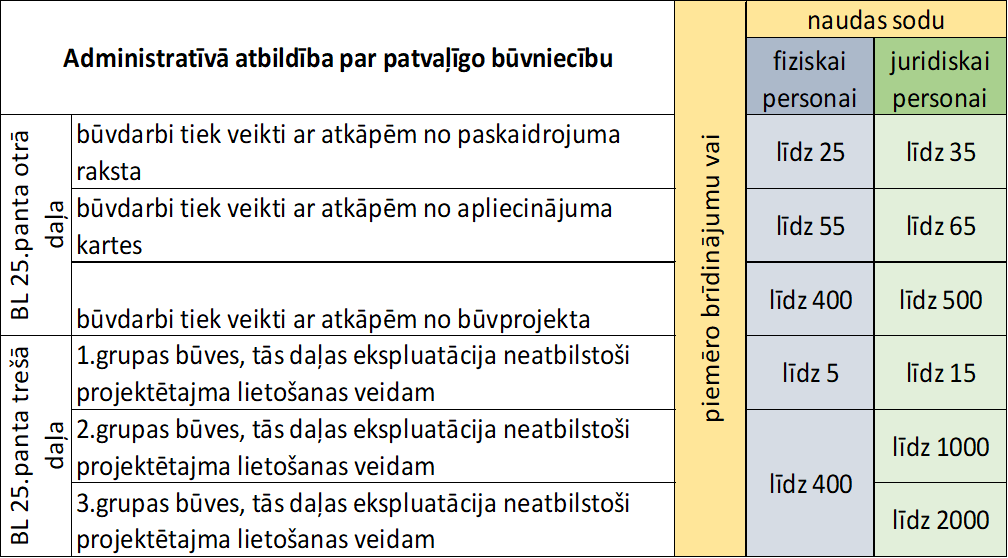 Administratīvā atbildība par patvaļīgo būvniecību
piemēro brīdinājumu vai
naudas sodu
fiziskai
personai
juridiskai
personai
BL 25.panta otrā
daļa
būvdarbi tiek veikti ar atkāpēm no paskaidrojuma
raksta
līdz 25
līdz 35
būvdarbi tiek veikti ar atkāpēm no apliecinājuma
kartes
līdz 55
līdz 65
būvdarbi tiek veikti ar atkāpēm no būvprojekta
līdz 400
līdz 500
BL 25.panta trešā
daļa
1.grupas būves, tās daļas ekspluatācija neatbilstoši
projektētajma lietošanas veidam
līdz 5
līdz 15
2.grupas būves, tās daļas ekspluatācija neatbilstoši
projektētajma lietošanas veidam
līdz 400
līdz 1000
3.grupas būves, tās daļas ekspluatācija neatbilstoši
projektētajma lietošanas veidam
līdz 2000